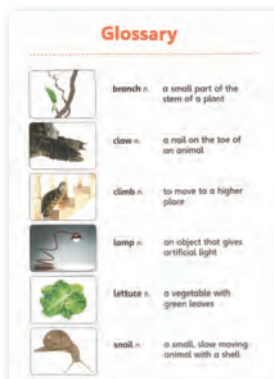 Glossary
branch n. a small part of the
stem of a plant
claw n. a nail on the toe of
an animal
climb n. to move to a higher
place
lamp n. an object that gives
artificial light
lettuce n. a vegetable with
green leaves
snail n. a small, slow moving
animal with a shell